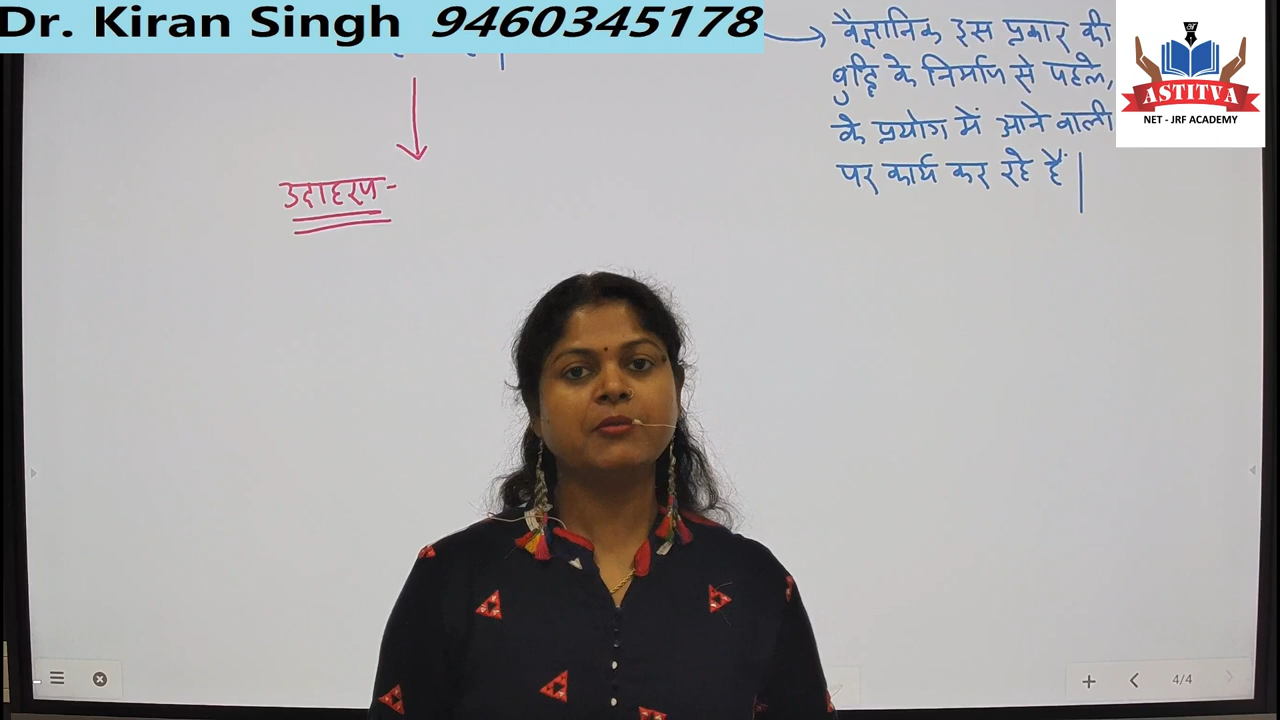 Dr. Kiran Singh 9460345178
वैज्ञानिक इस प्रकार की
बुद्धि के निर्माण से पहले,
के प्रयोग में आने वाली
पर कार्य कर रहे हैं|
ASTITVA
NET - JRF ACADEMY
उदाहरण-
4/4